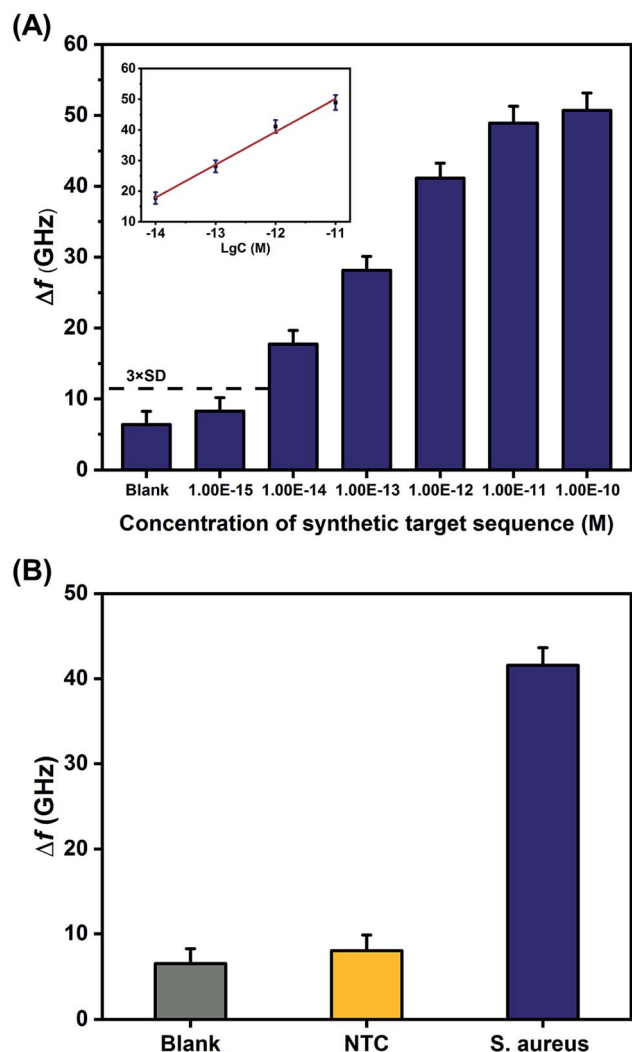 (A)
60
50
40
30
20
10
0
Δf (GHz)
60
50
40
30
20
10
-14 -13 -12 -11
LgC (M)
3×SD
Blank 1.00E-15 1.00E-14 1.00E-13 1.00E-12 1.00E-11 1.00E-10
Concentration of synthetic target sequence (M)
(B)
50
40
30
20
10
0
Δf (GHz)
Blank NTC S. aureus